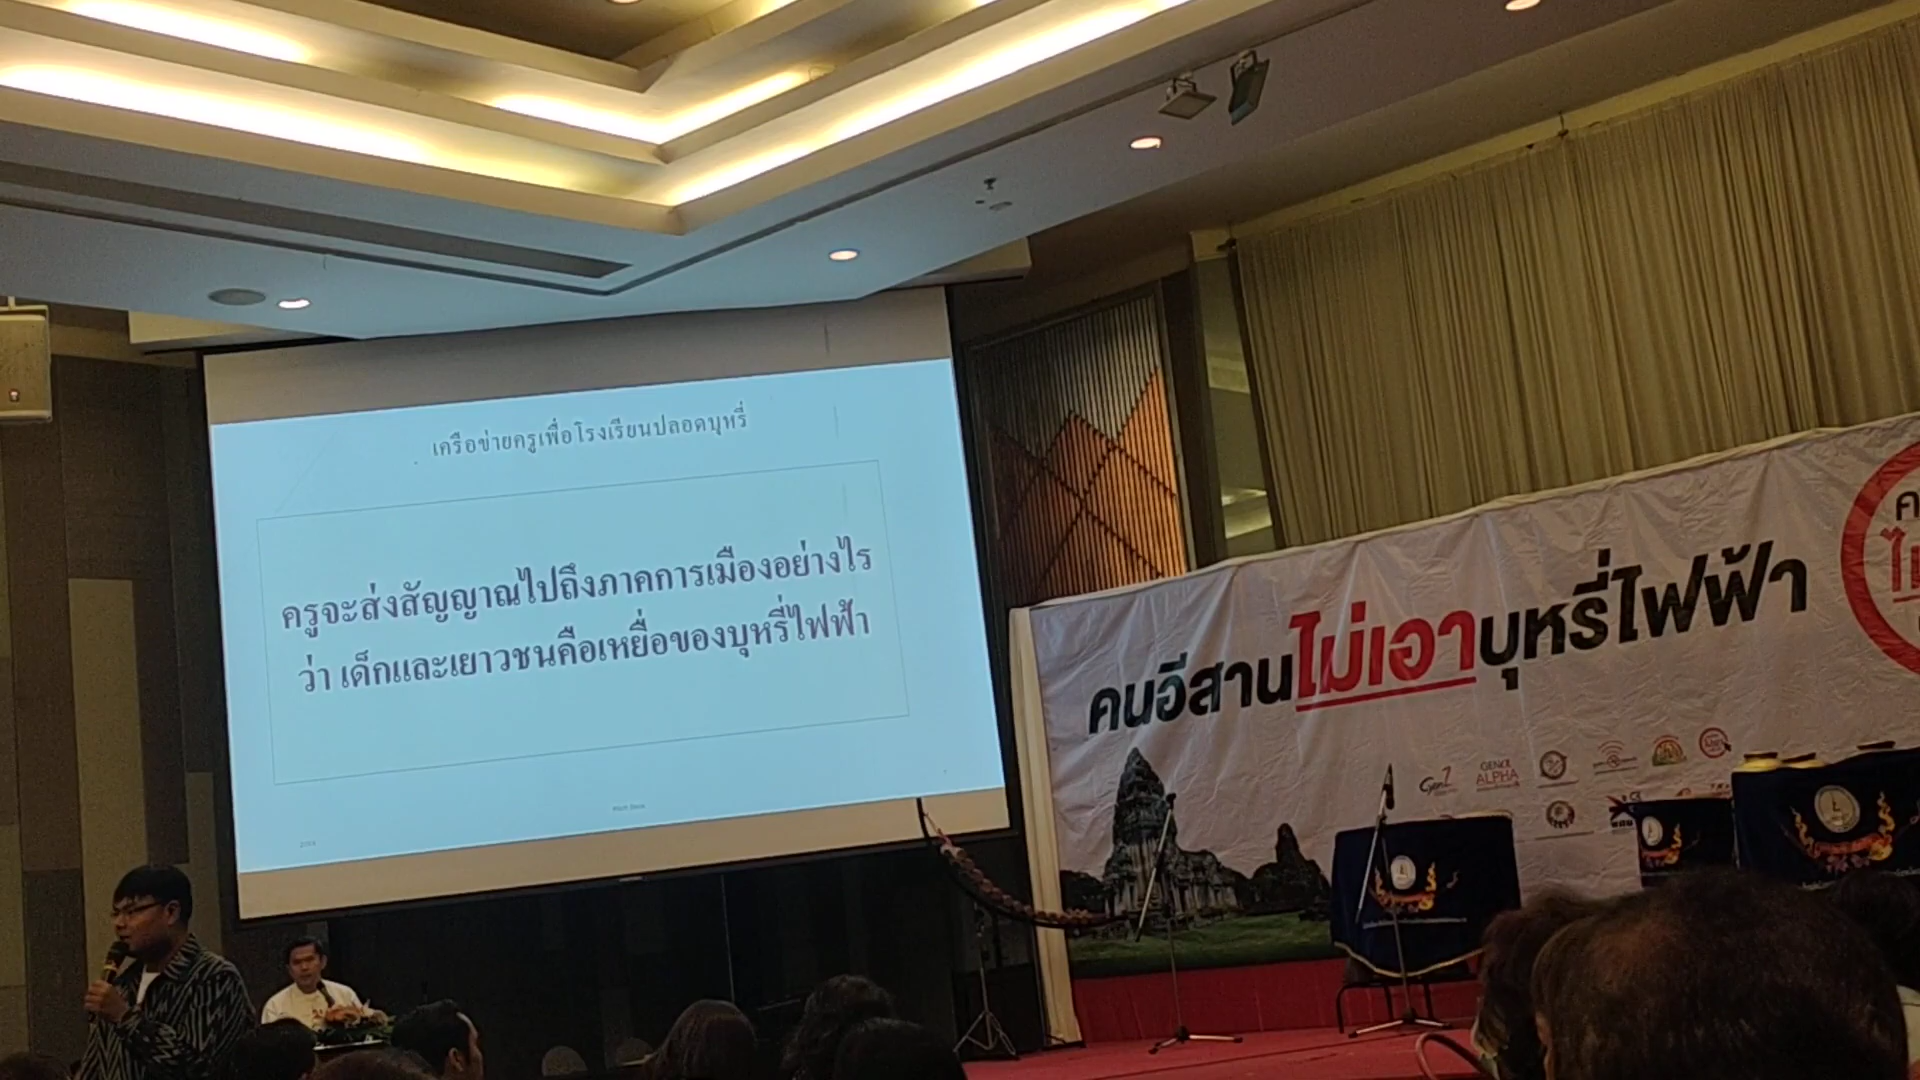 เครือข่ายครูเพื่อโรงเรียนปลอดบุหรี่
ครูจะส่งสัญญาณไปถึงภาคการเมืองอย่างไร
ว่า เด็กและเยาวชนคือเหยื่อของบุหรี่ไฟฟ้า
คนอีสานไม่เอาบุหรี่ไฟฟ้า
GenZ
ALPHA